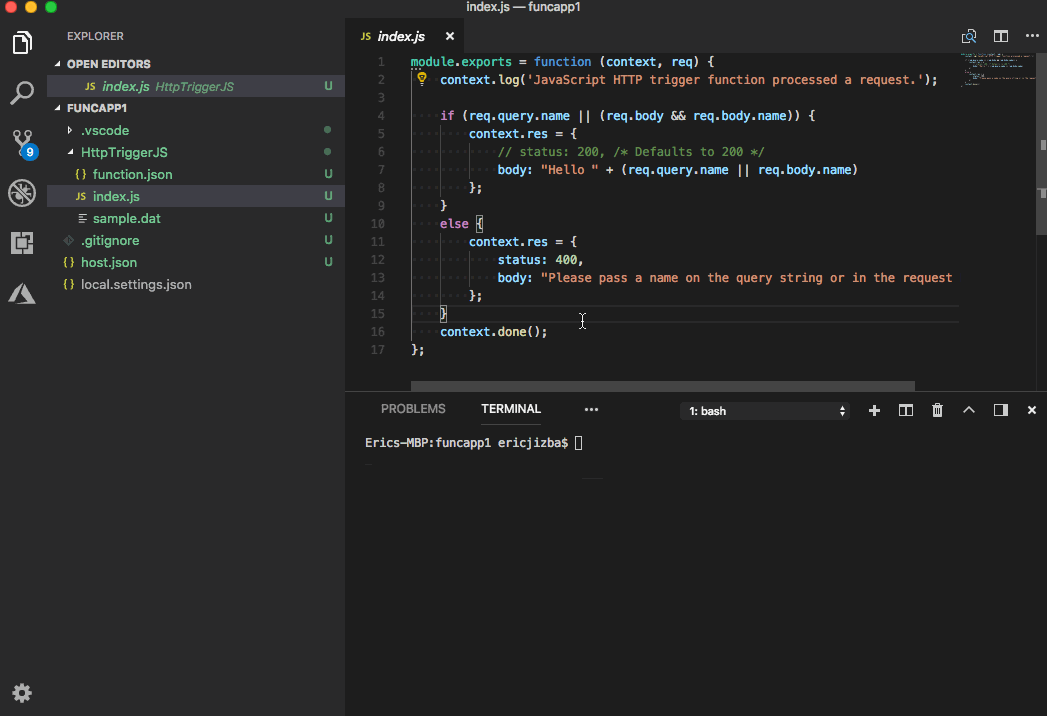 index.js — funcapp1
EXPLORER
OPEN EDITORS
JS index.js HttpTriggerJS U
FUNCAPP1
.vscode
HttpTriggerJS
{} function.json U
JS index.js U
sample.dat U
.gitignore U
{} host.json U
{} local.settings.json
9
JS index.js
1 module.exports = function (context, req) {
2 context.log('JavaScript HTTP trigger function processed a request.');
3
4 if (req.query.name || (req.body && req.body.name)) {
5 context.res = {
6 // status: 200, /* Defaults to 200 */
7 body: "Hello " + (req.query.name || req.body.name)
8 };
9 }
10 else {
11 context.res = {
12 status: 400,
13 body: "Please pass a name on the query string or in the request
14 };
15 }
16 context.done();
17 };
PROBLEMS TERMINAL ••• 1: bash
Erics-MBP:funcapp1 ericjizba$